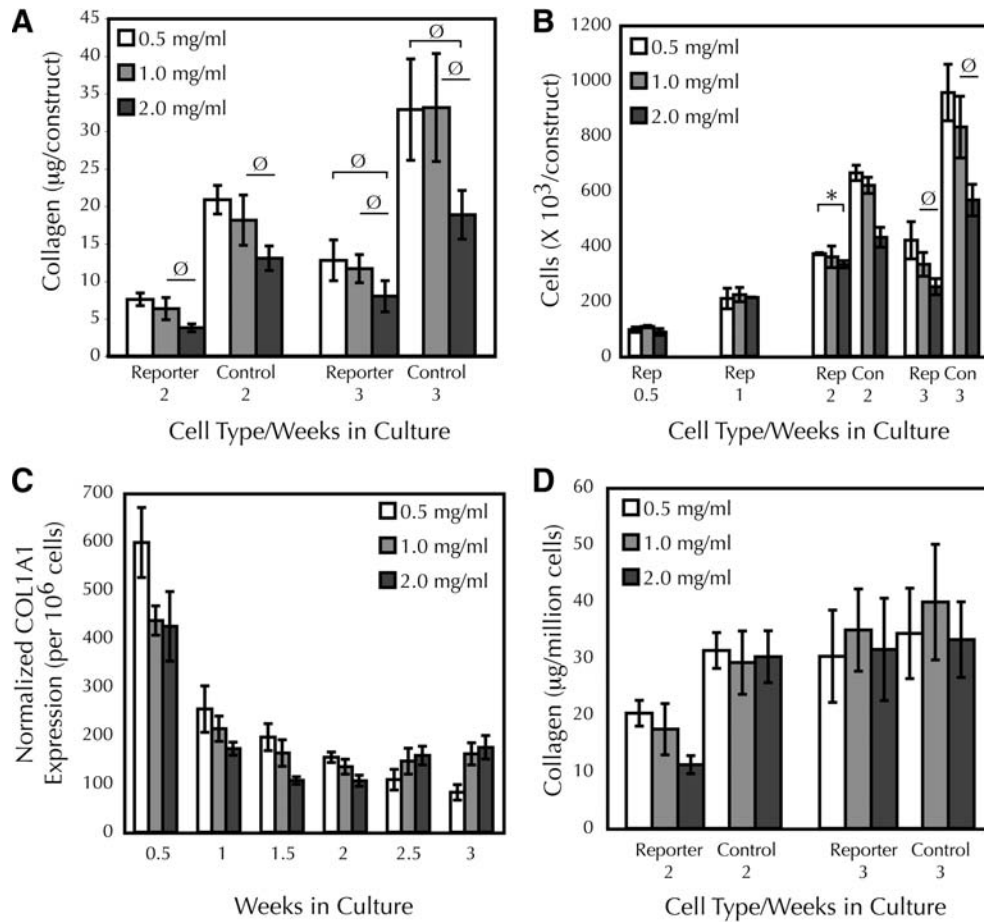 A
45
40
35
30
25
20
15
10
5
0
Collagen (µg/construct)
0.5 mg/ml
1.0 mg/ml
2.0 mg/ml
Ø
Ø
Ø
Ø
Ø
Ø
Reporter Control Reporter Control
2 2 3 3
Cell Type/Weeks in Culture
B
1200
1000
800
600
400
200
0
Cells (X 10³/construct)
0.5 mg/ml
1.0 mg/ml
2.0 mg/ml
*
Ø
Ø
Rep Rep Rep Con Rep Con
0.5 1 2 2 3 3
Cell Type/Weeks in Culture
C
700
600
500
400
300
200
100
0
Normalized COL1A1
Expression (per 10⁶ cells)
0.5 mg/ml
1.0 mg/ml
2.0 mg/ml
0.5 1 1.5 2 2.5 3
Weeks in Culture
D
60
50
40
30
20
10
0
Collagen (µg/million cells)
0.5 mg/ml
1.0 mg/ml
2.0 mg/ml
Reporter Control Reporter Control
2 2 3 3
Cell Type/Weeks in Culture